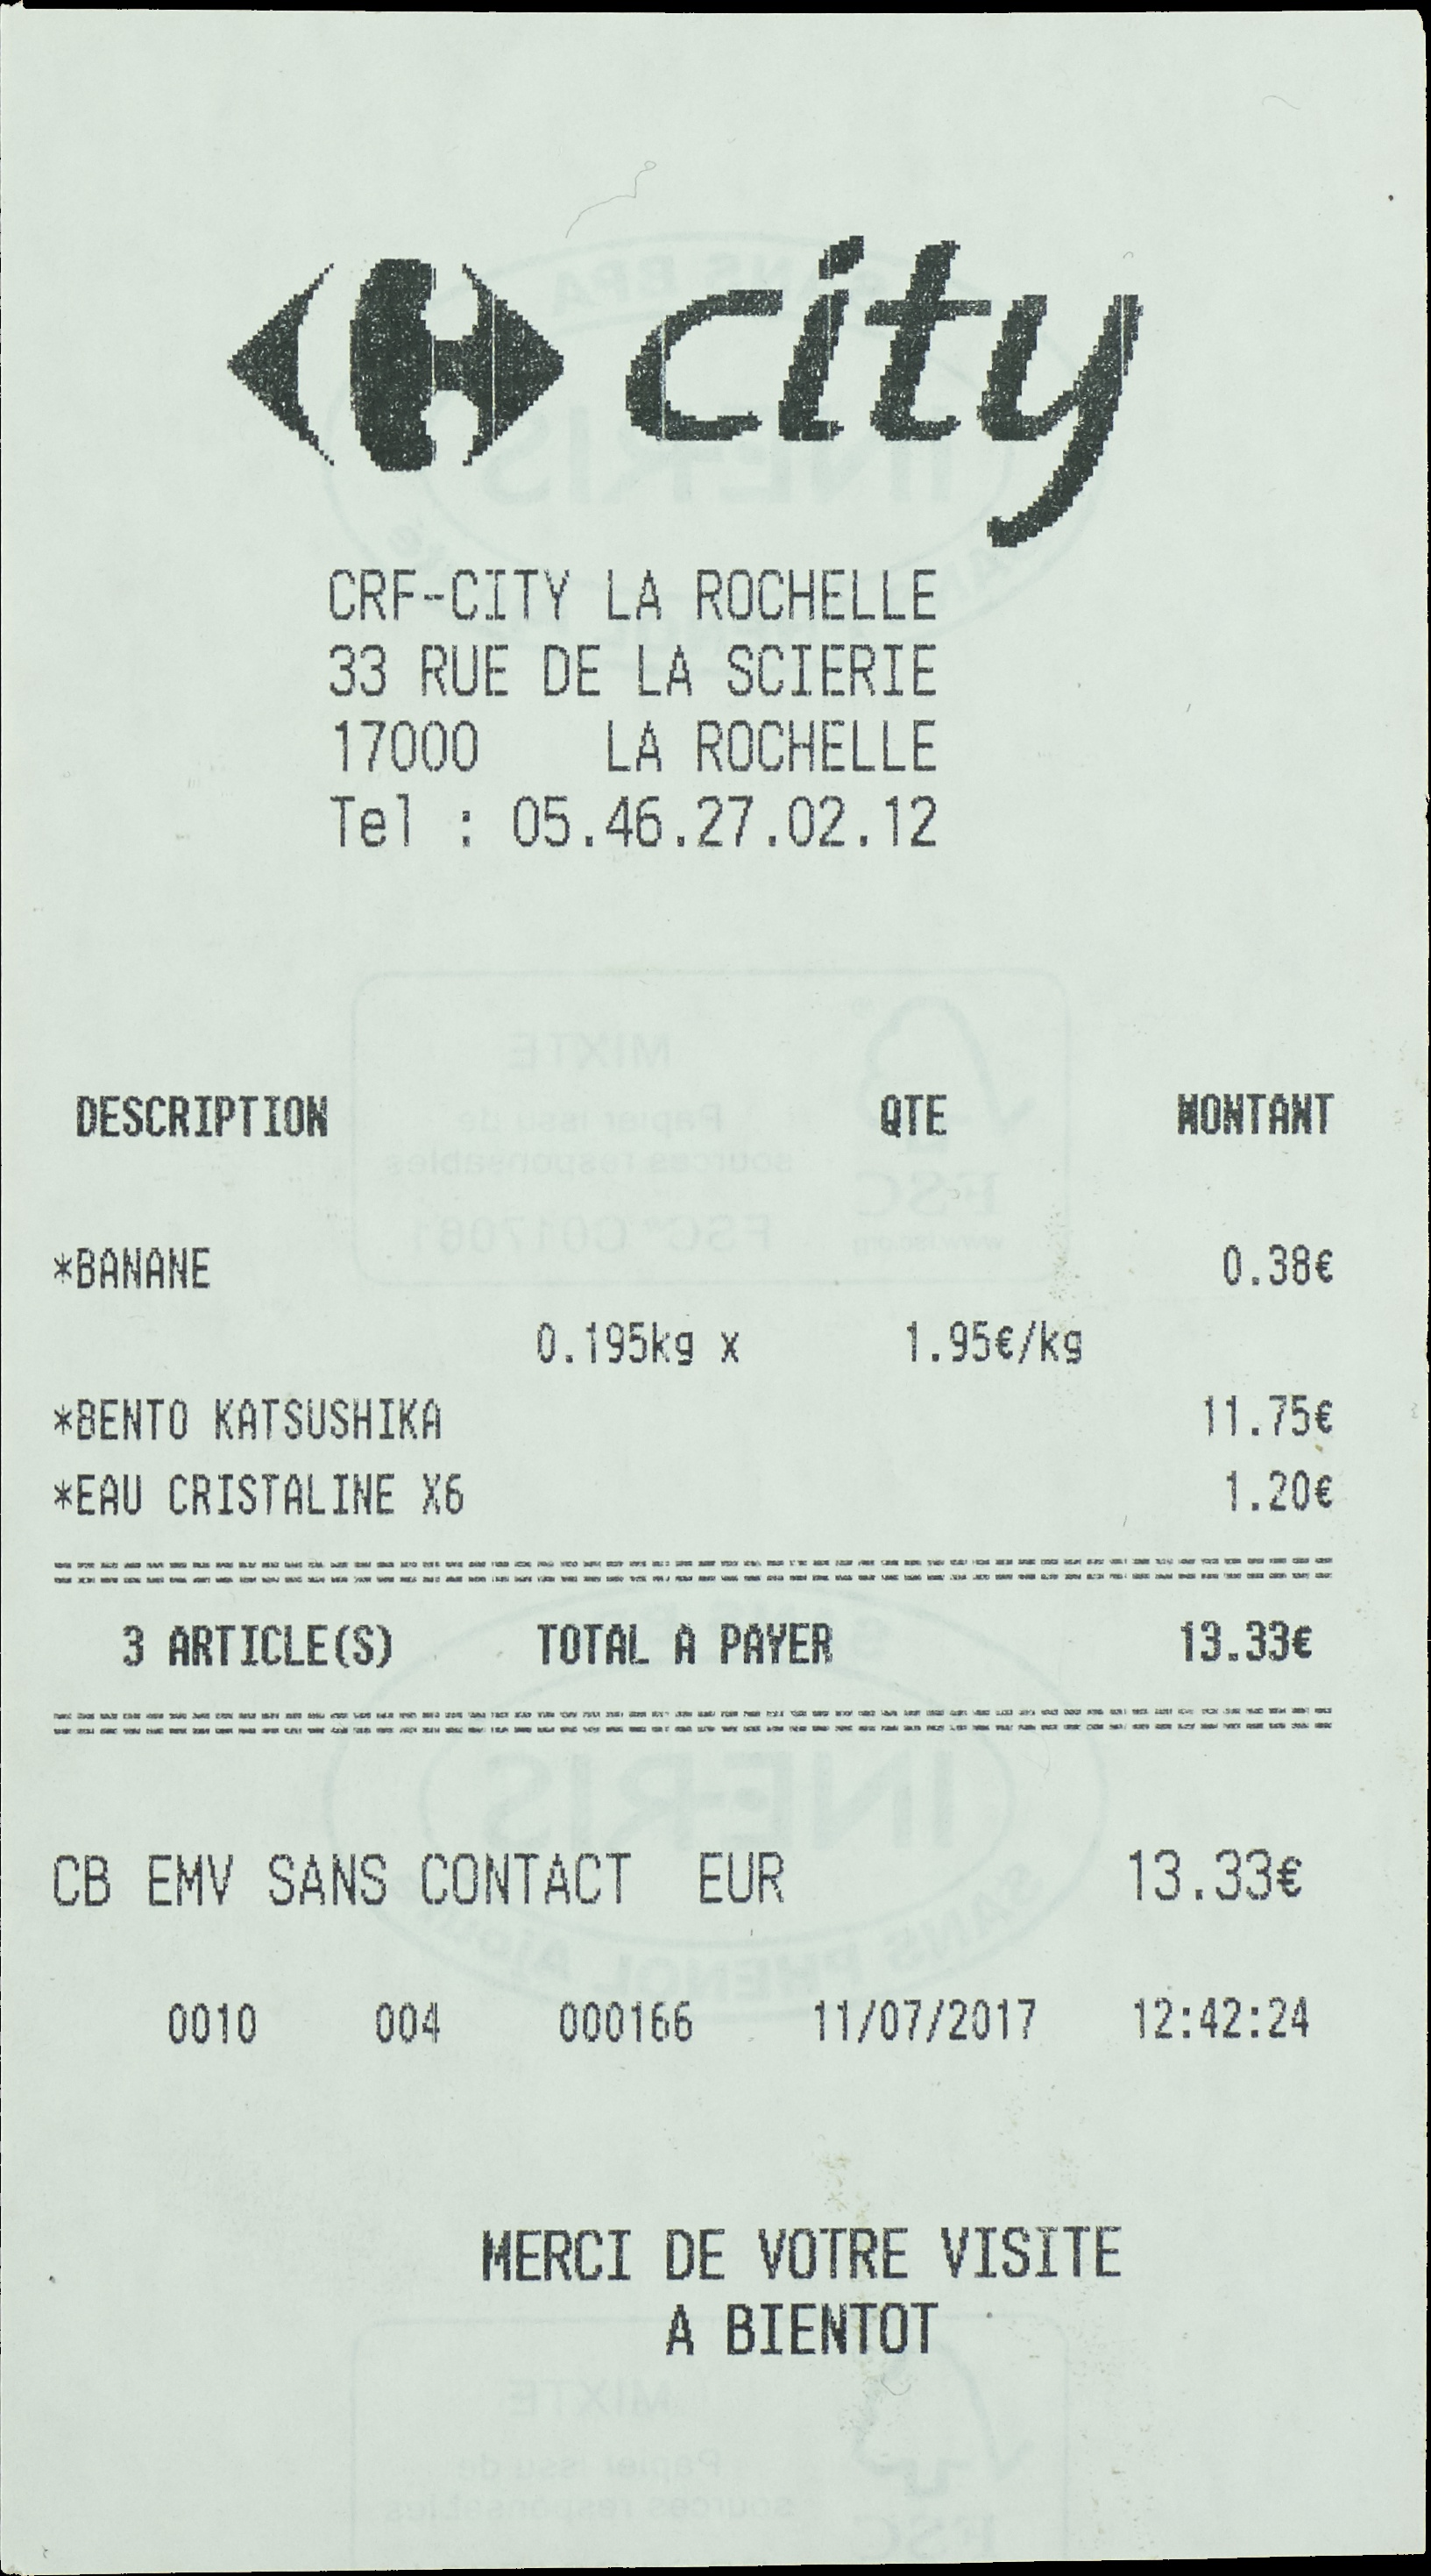 city
CRF-CITY LA ROCHELLE
33 RUE DE LA SCIERIE
17000 LA ROCHELLE
Tel : 05.46.27.02.12
DESCRIPTION QTE MONTANT
*BANANE 0.38€
0.195kg x 1.95€/kg
*BENTO KATSUSHIKA 11.75€
*EAU CRISTALINE X6 1.20€
3 ARTICLE(S) TOTAL A PAYER 13.33€
CB EMV SANS CONTACT EUR 13.33€
0010 004 000166 11/07/2017 12:42:24
MERCI DE VOTRE VISITE
A BIENTOT